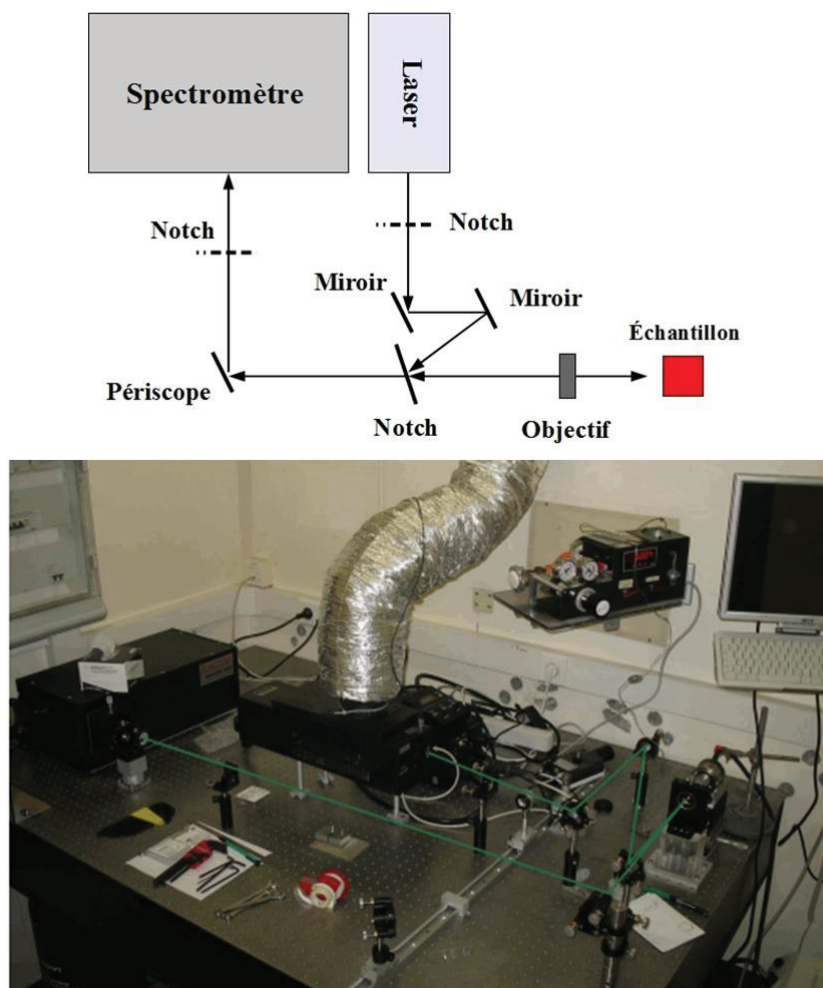 Spectromètre
Laser
Notch
Notch
Miroir
Miroir
Échantillon
Périscope
Notch
Objectif